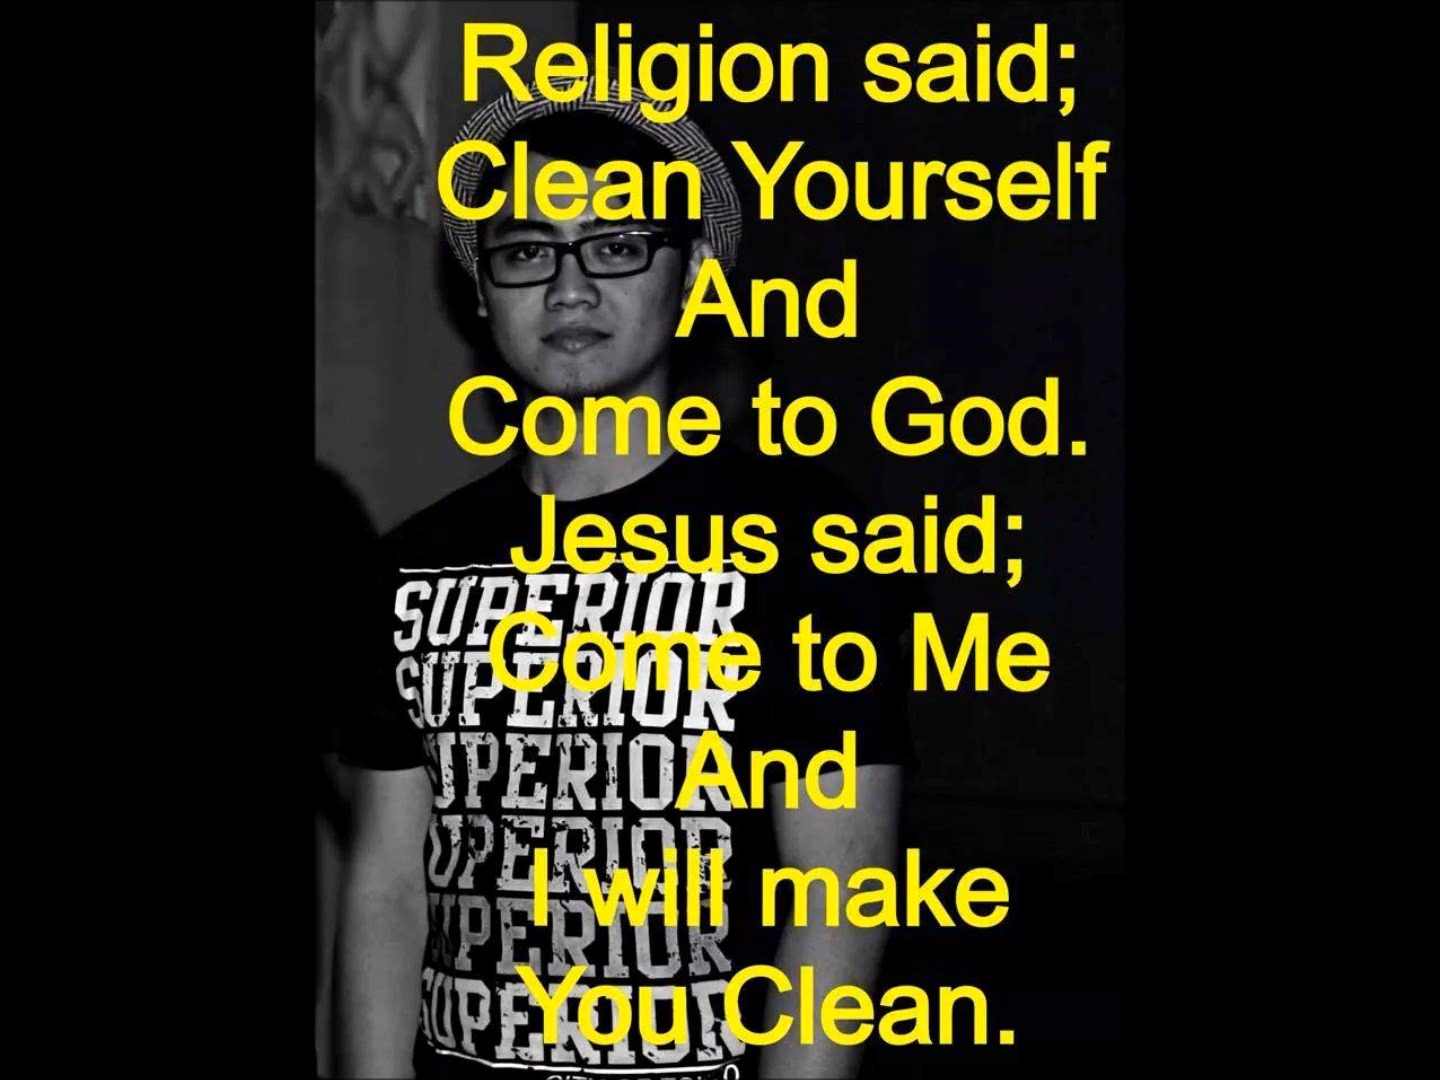 Religion said;
Clean Yourself
And
Come to God.
Jesus said;
Come to Me
And
I will make
You Clean.
SUPERIOR
SUPERIOR
SUPERIOR
SUPERIOR
SUPERIOR
SUPERIOR